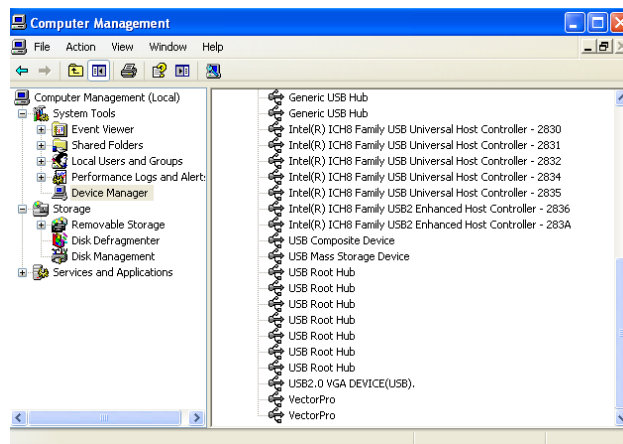 Computer Management
File Action View Window Help
Computer Management (Local)
System Tools
Event Viewer
Shared Folders
Local Users and Groups
Performance Logs and Alert:
Device Manager
Storage
Removable Storage
Disk Defragmenter
Disk Management
Services and Applications
Generic USB Hub
Generic USB Hub
Intel(R) ICH8 Family USB Universal Host Controller - 2830
Intel(R) ICH8 Family USB Universal Host Controller - 2831
Intel(R) ICH8 Family USB Universal Host Controller - 2832
Intel(R) ICH8 Family USB Universal Host Controller - 2834
Intel(R) ICH8 Family USB Universal Host Controller - 2835
Intel(R) ICH8 Family USB2 Enhanced Host Controller - 2836
Intel(R) ICH8 Family USB2 Enhanced Host Controller - 283A
USB Composite Device
USB Mass Storage Device
USB Root Hub
USB Root Hub
USB Root Hub
USB Root Hub
USB Root Hub
USB Root Hub
USB Root Hub
USB2.0 VGA DEVICE(USB).
VectorPro
VectorPro